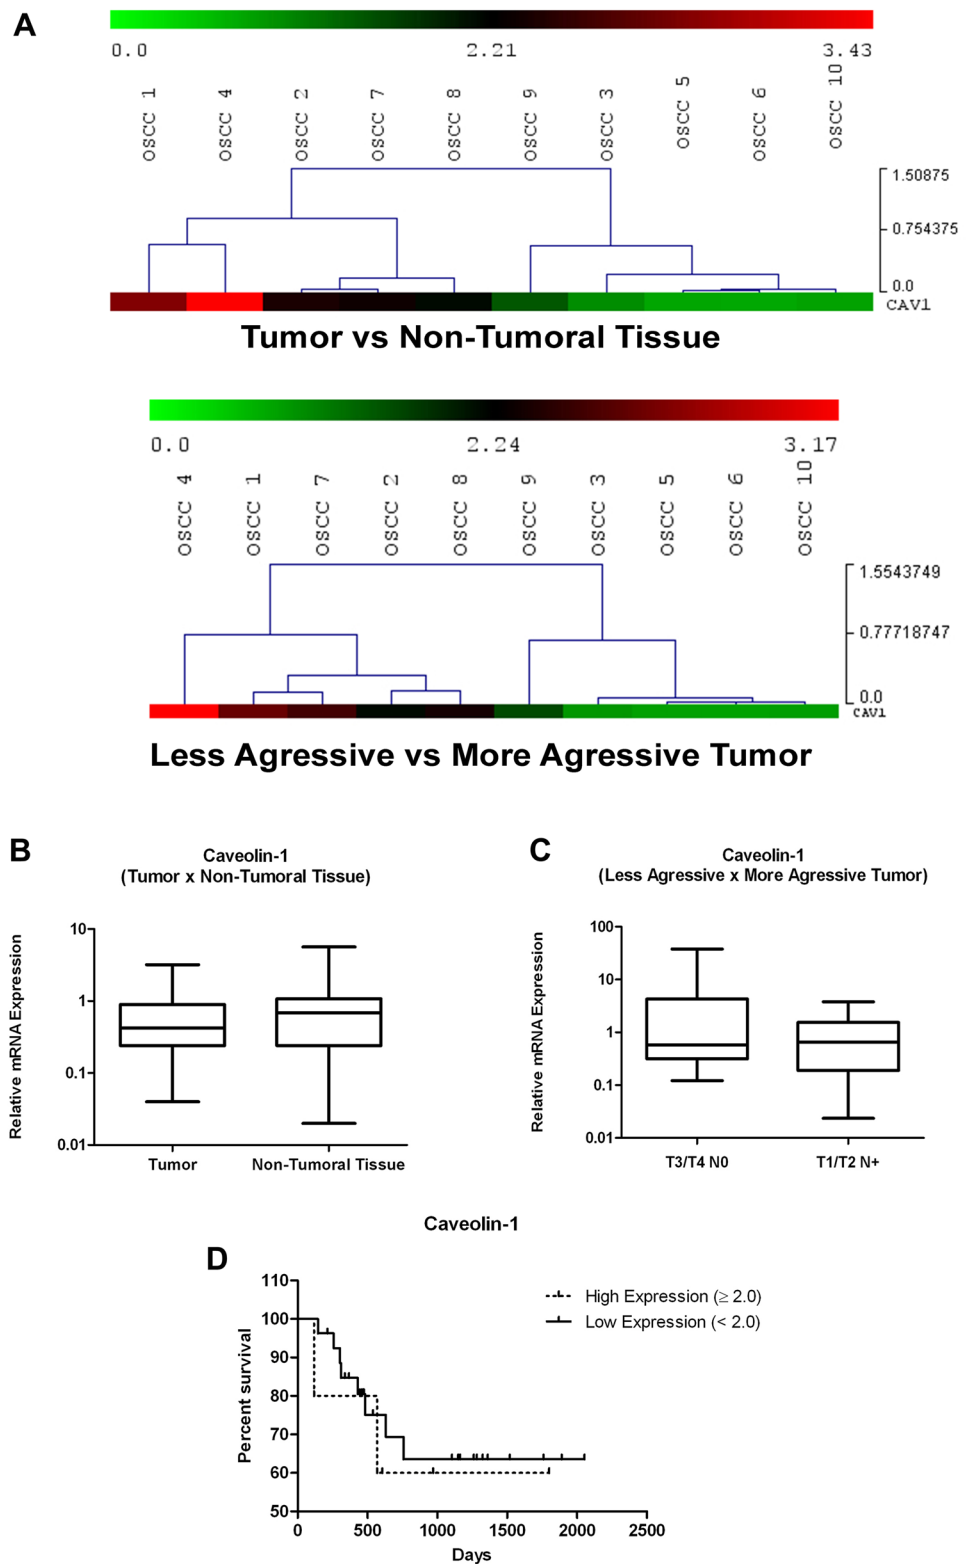 A
0.0 2.21 3.43
OSCC 1 OSCC 4 OSCC 2 OSCC 7 OSCC 8 OSCC 9 OSCC 3 OSCC 5 OSCC 6 OSCC 10
1.50875
0.754375
0.0
CAV1
Tumor vs Non-Tumoral Tissue
0.0 2.24 3.17
OSCC 4 OSCC 1 OSCC 7 OSCC 2 OSCC 8 OSCC 9 OSCC 3 OSCC 5 OSCC 6 OSCC 10
1.5543749
0.77718747
0.0
CAV1
Less Agressive vs More Agressive Tumor
B
Caveolin-1
(Tumor x Non-Tumoral Tissue)
Relative mRNA Expression
10
1
0.1
0.01
Tumor Non-Tumoral Tissue
C
Caveolin-1
(Less Agressive x More Agressive Tumor)
Relative mRNA Expression
100
10
1
0.1
0.01
T3/T4 N0 T1/T2 N+
Caveolin-1
D
Percent survival
110
100
90
80
70
60
50
High Expression (≥ 2.0)
Low Expression (< 2.0)
0 500 1000 1500 2000 2500
Days